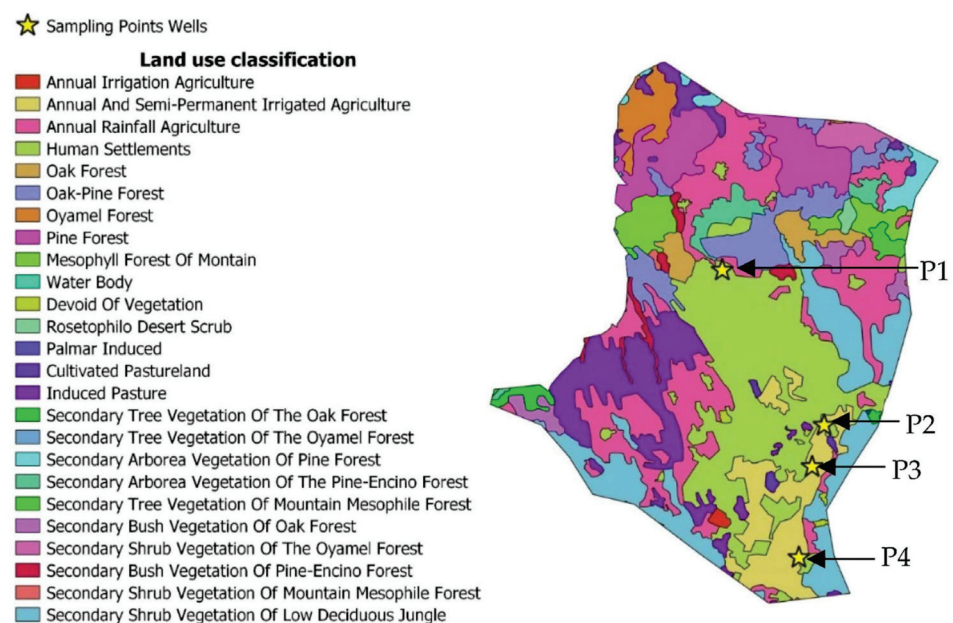 Sampling Points Wells
Land use classification
Annual Irrigation Agriculture
Annual And Semi-Permanent Irrigated Agriculture
Annual Rainfall Agriculture
Human Settlements
Oak Forest
Oak-Pine Forest
Oyamel Forest
Pine Forest
Mesophyll Forest Of Montain
Water Body
Devoid Of Vegetation
Rosetophilo Desert Scrub
Palmar Induced
Cultivated Pastureland
Induced Pasture
Secondary Tree Vegetation Of The Oak Forest
Secondary Tree Vegetation Of The Oyamel Forest
Secondary Arborea Vegetation Of Pine Forest
Secondary Arborea Vegetation Of The Pine-Encino Forest
Secondary Tree Vegetation Of Mountain Mesophile Forest
Secondary Bush Vegetation Of Oak Forest
Secondary Shrub Vegetation Of The Oyamel Forest
Secondary Bush Vegetation Of Pine-Encino Forest
Secondary Shrub Vegetation Of Mountain Mesophile Forest
Secondary Shrub Vegetation Of Low Deciduous Jungle
P1
P2
P3
P4